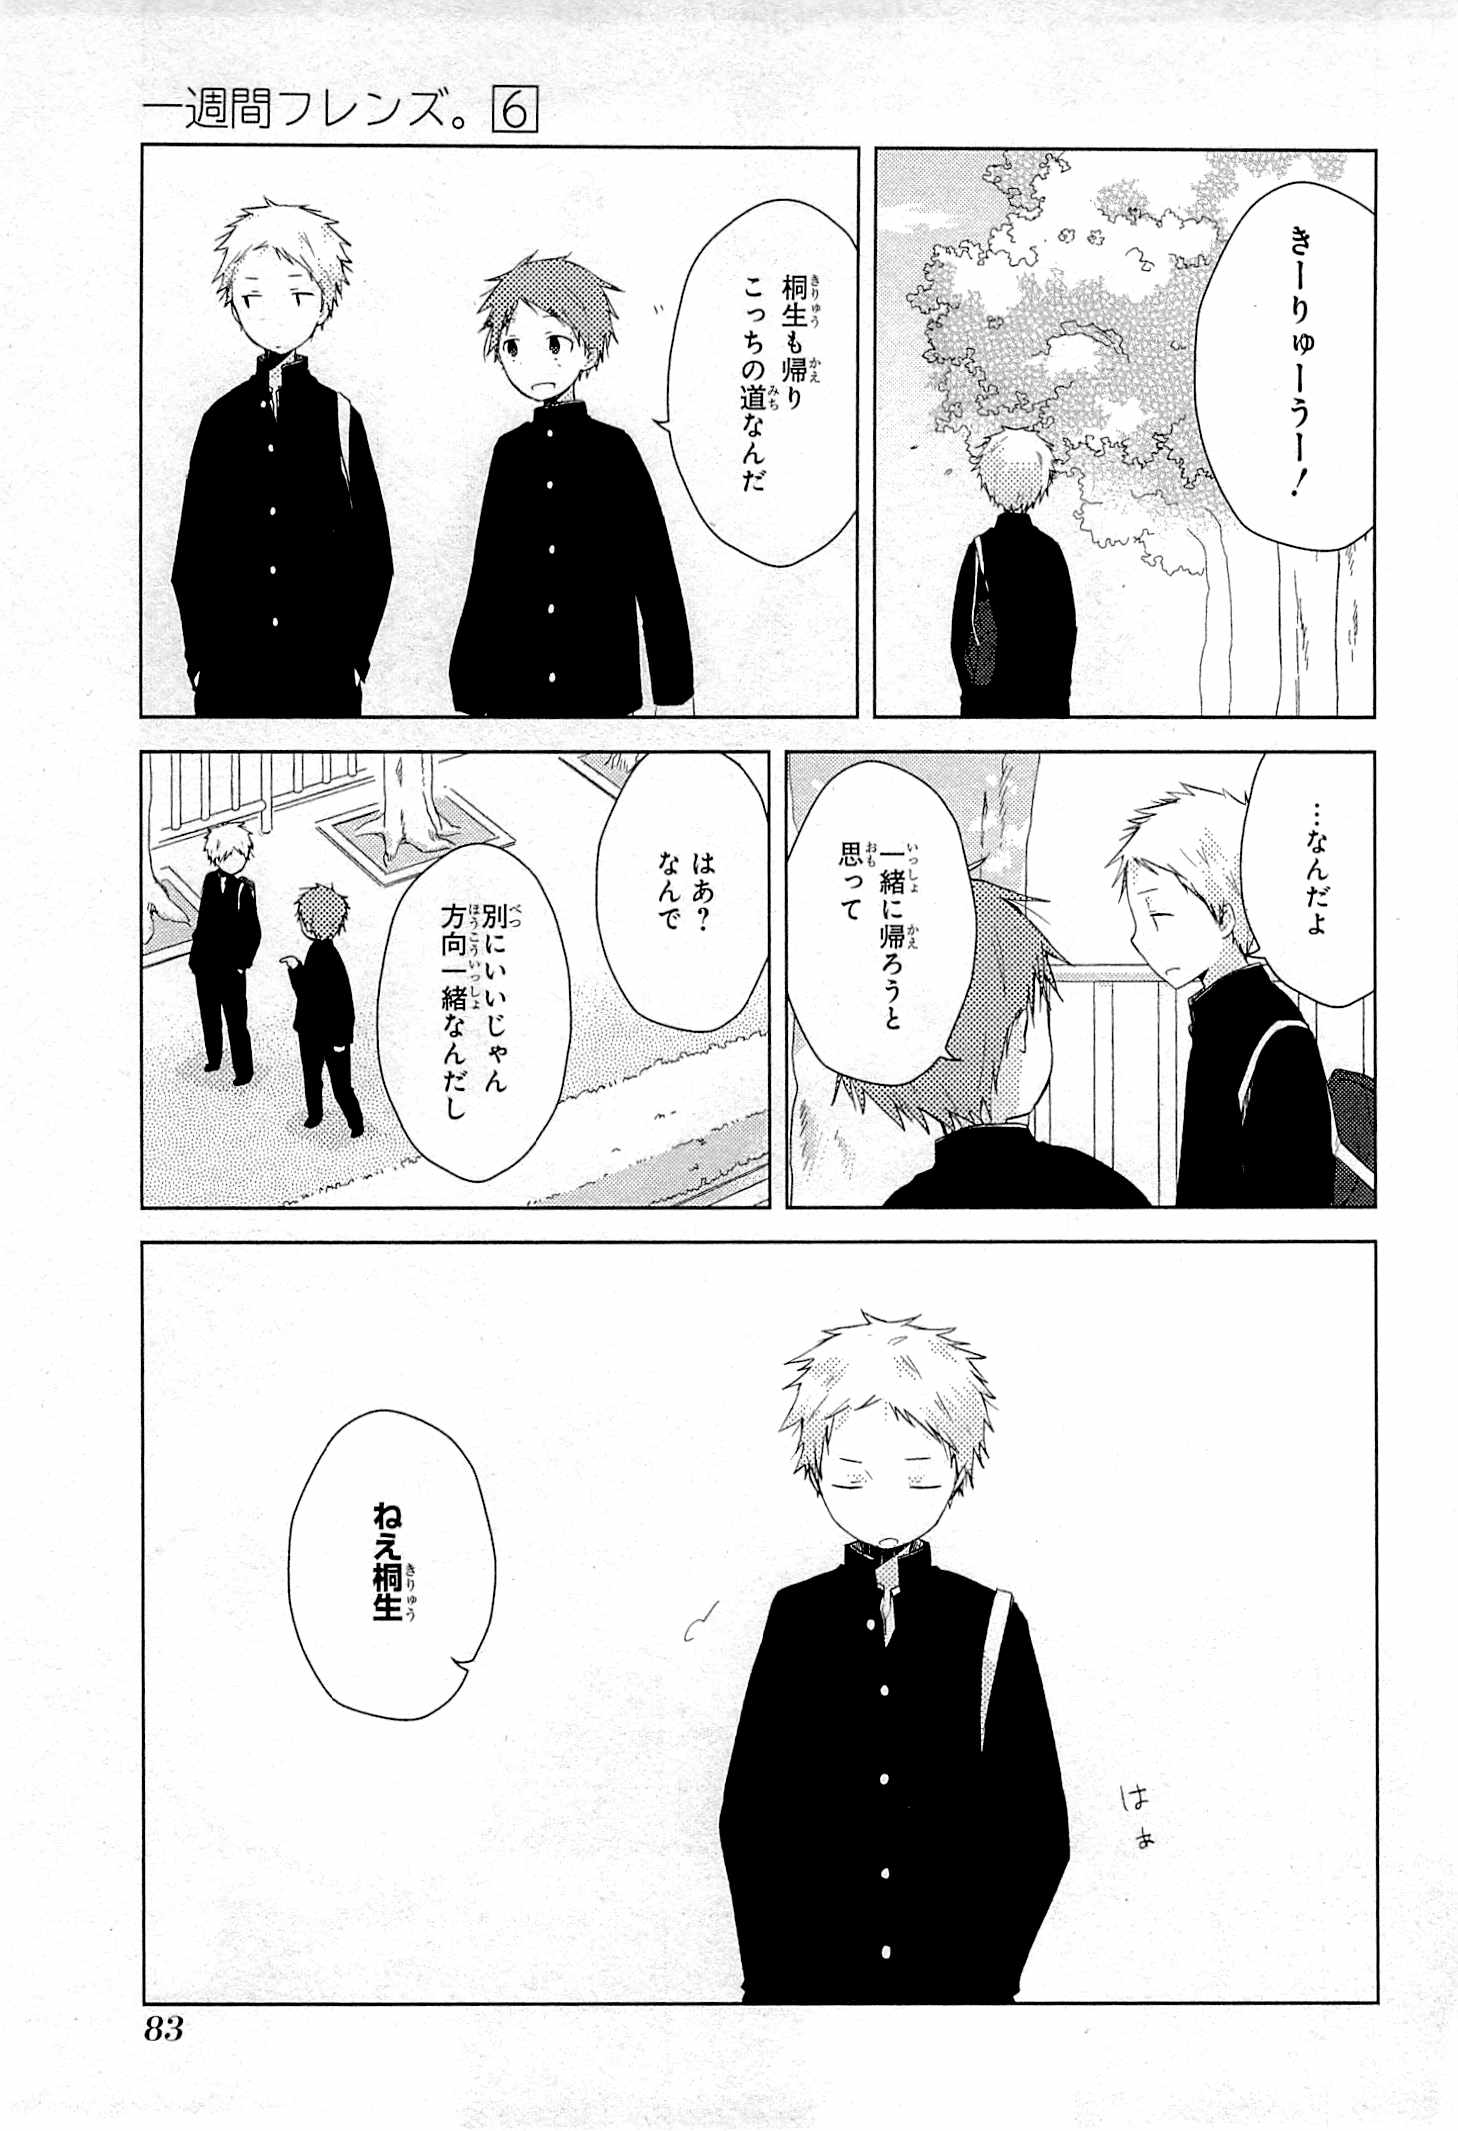 一週間フレンズ。6
きーりゅーうー!
桐生も帰り
こっちの道なんだ
…なんだよ
一緒に帰ろうと
思って
はあ?
なんで
別にいいじゃん
方向一緒なんだし
ねえ桐生
はぁ
83